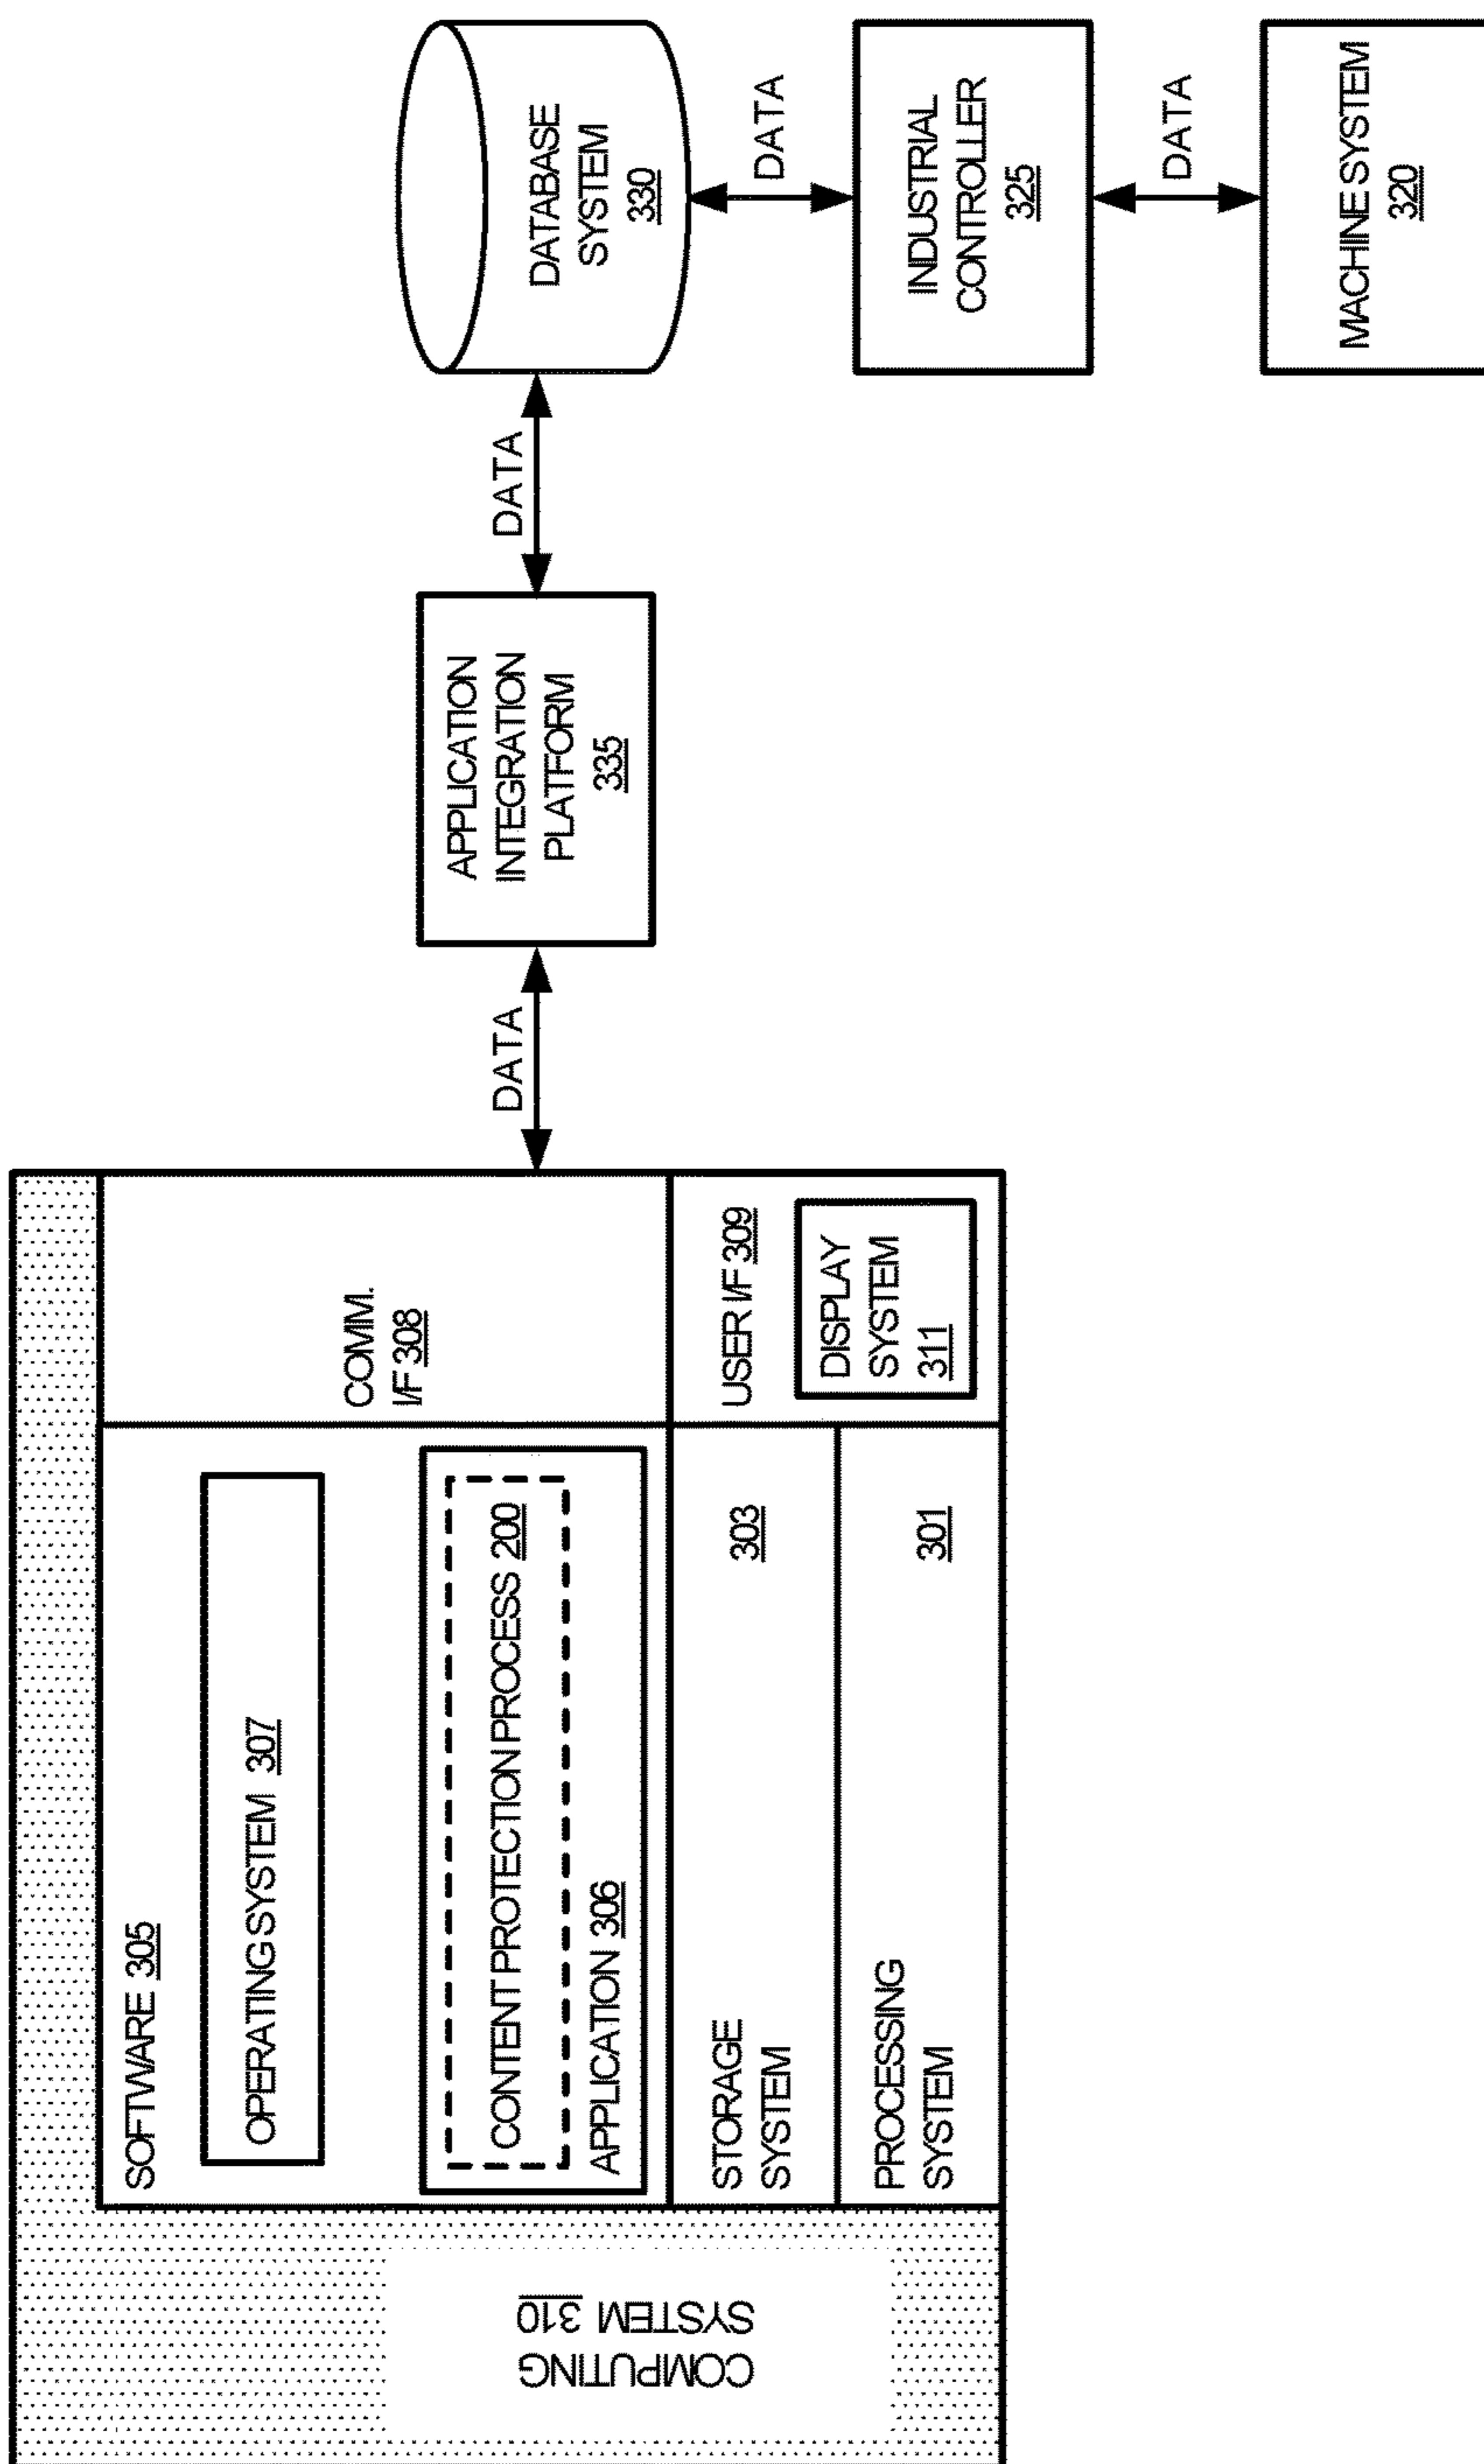 COMPUTING
SYSTEM 310
SOFTWARE 305
OPERATING SYSTEM 307
CONTENT PROTECTION PROCESS 200
APPLICATION 306
STORAGE
SYSTEM
303
PROCESSING
SYSTEM
301
COMM.
I/F 308
USER I/F 309
DISPLAY
SYSTEM
311
DATA
APPLICATION
INTEGRATION
PLATFORM
335
DATA
DATABASE
SYSTEM
330
DATA
INDUSTRIAL
CONTROLLER
325
DATA
MACHINE SYSTEM
320